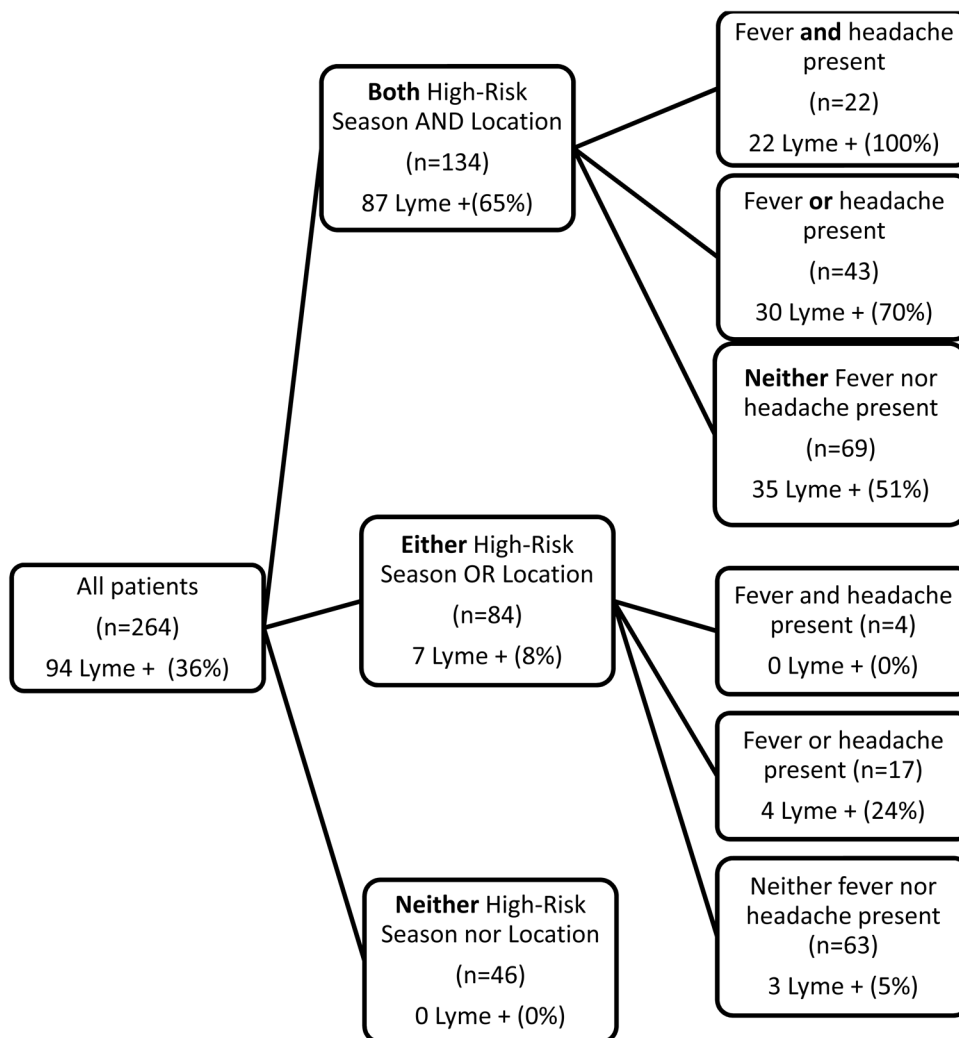 All patients
(n=264)
94 Lyme +  (36%)
Both High-Risk
Season AND Location
(n=134)
87 Lyme +(65%)
Fever and headache
present
(n=22)
22 Lyme + (100%)
Fever or headache
present
(n=43)
30 Lyme + (70%)
Neither Fever nor
headache present
(n=69)
35 Lyme + (51%)
Either High-Risk
Season OR Location
(n=84)
7 Lyme + (8%)
Fever and headache
present (n=4)
0 Lyme + (0%)
Fever or headache
present (n=17)
4 Lyme + (24%)
Neither fever nor
headache present
(n=63)
3 Lyme + (5%)
Neither High-Risk
Season nor Location
(n=46)
0 Lyme + (0%)